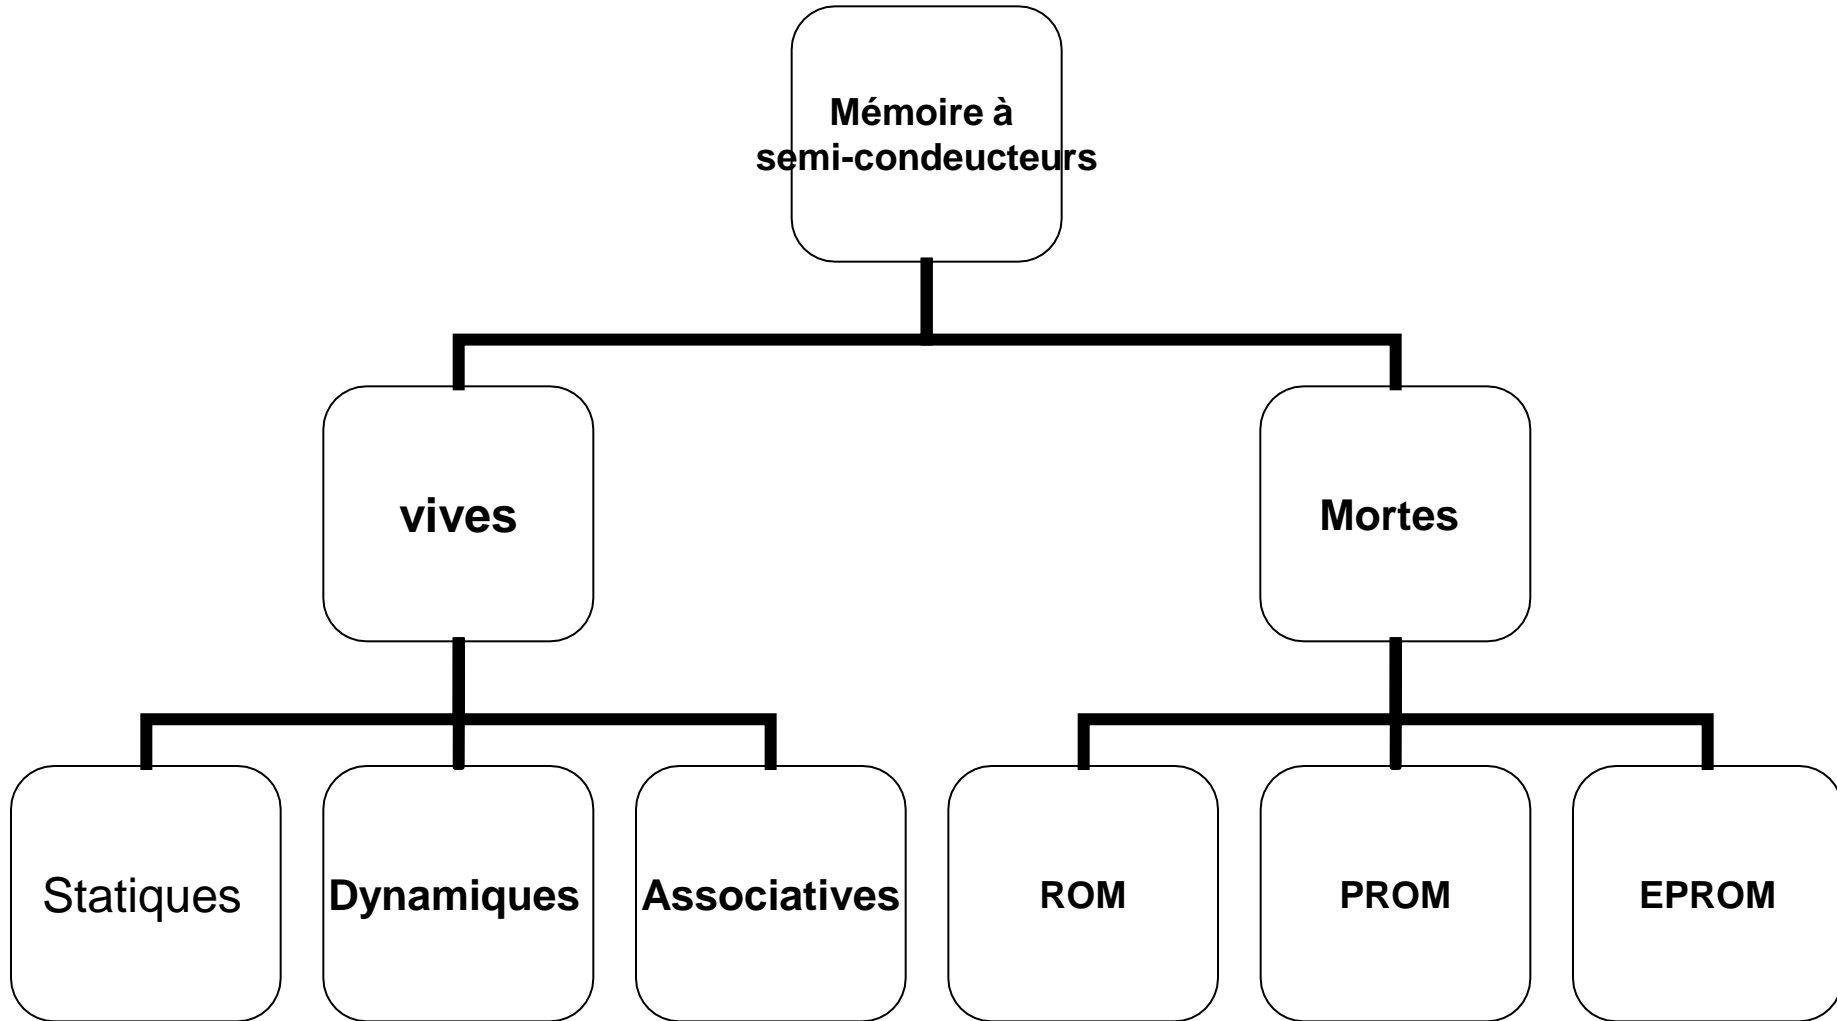 Mémoire à
semi-condeucteurs
vives
Mortes
Statiques
Dynamiques
Associatives
ROM
PROM
EPROM